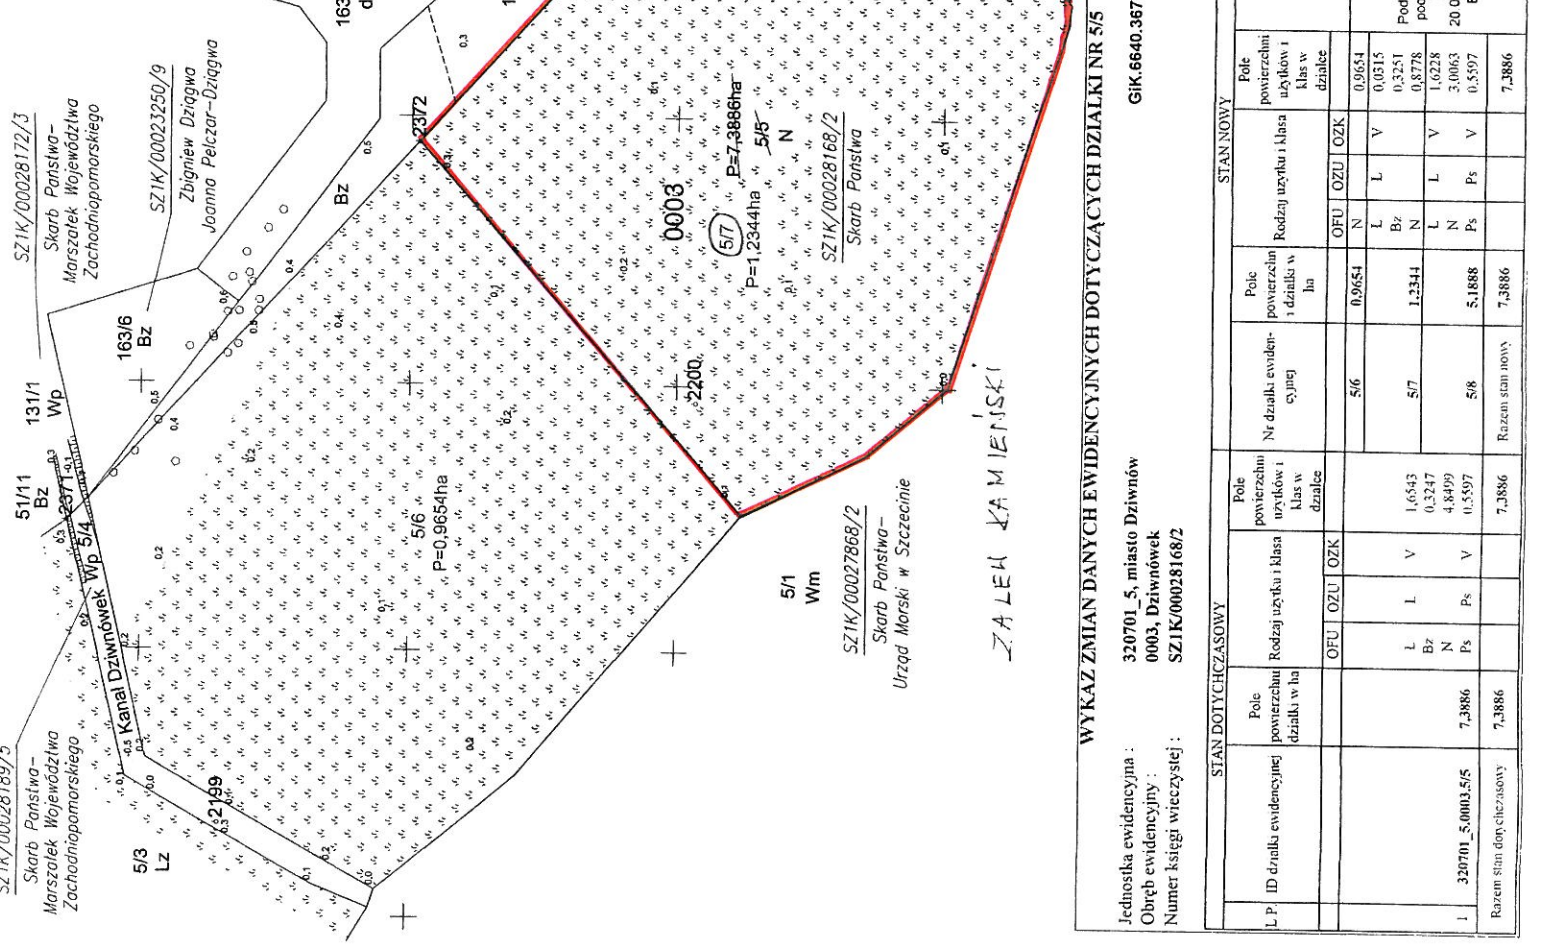 SZ1K/00028172/3
Skarb Państwa-
Marszałek Województwa
Zachodniopomorskiego
SZ1K/00023250/9
Zbigniew Dziągwa
Joanna Pelczar-Dziągwa
163/6
Bz
131/1
Wp
51/11
Bz
2371
Kanał Dziwnówek Wp 5/4
SZ1K/00028189/5
Skarb Państwa-
Marszałek Województwa
Zachodniopomorskiego
5/3
Lz
2199
Bz
2372
5/6
P=0,9654ha
2200
0003
5/7
P=1,2344ha
P=7,3886ha
5/5
N
SZ1K/00028168/2
Skarb Państwa
5/1
Wm
SZ1K/00027868/2
Skarb Państwa-
Urząd Morski w Szczecinie
ZALEW KAMIEŃSKI
WYKAZ ZMIAN DANYCH EWIDENCYJNYCH DOTYCZĄCYCH DZIAŁKI NR 5/5
Jednostka ewidencyjna : 320701_5, miasto Dziwnów
GiK.6640.367
Obręb ewidencyjny : 0003, Dziwnówek
Numer księgi wieczystej : SZ1K/00028168/2
STAN DOTYCHCZASOWY
STAN NOWY
L.P. ID działki ewidencyjnej
Pole powierzchni działki w ha
Rodzaj użytku i klasa
Pole powierzchni użytków i klas w działce
Nr działki ewiden-cyjnej
Pole powierzchn i działki w ha
Rodzaj użytku i klasa
Pole powierzchni użytków i klas w działce
OFU OZU OZK
OFU OZU OZK
5/6 0,9654 N 0,9654
Ł Ł V 0,0315
Bz 0,3251
Ł Ł V 1,6543 5/7 1.2344 N 0,8778
Bz 0,3247 Ł Ł V 1,6228
N 4,8499 N 3,0063
1 320701_5.0003.5/5 7,3886 Ps Ps V 0,5597 5/8 5.1888 Ps Ps V 0,5597
Razem stan dotychczasowy 7,3886 7,3886 Razem stan nowy 7,3886 7,3886